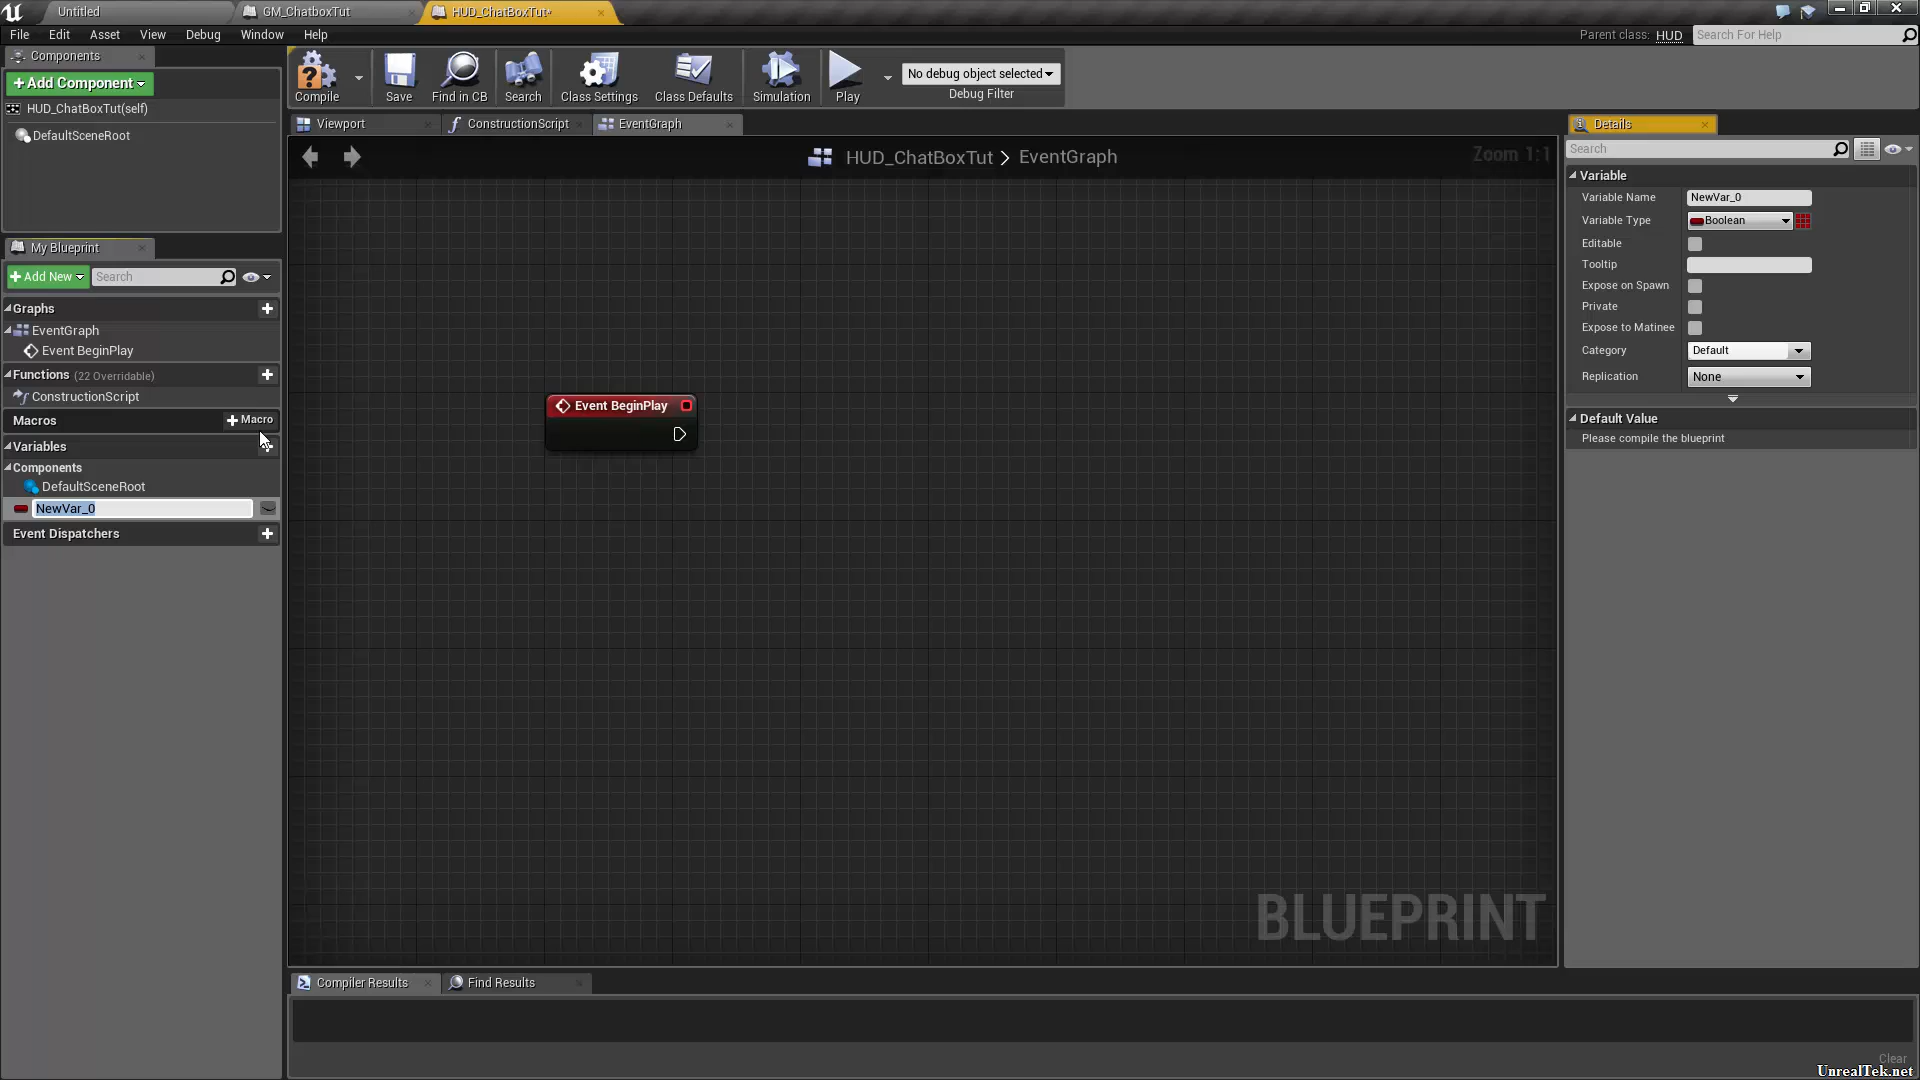 Untitled
GM_ChatboxTut
HUD_ChatBoxTut*
File Edit Asset View Debug Window Help
Parent class: HUD
Search For Help
Components
+ Add Component
HUD_ChatBoxTut(self)
DefaultSceneRoot
Compile
Save
Find in CB
Search
Class Settings
Class Defaults
Simulation
Play
No debug object selected
Debug Filter
Viewport
ConstructionScript
EventGraph
HUD_ChatBoxTut > EventGraph
Zoom 1:1
My Blueprint
+ Add New
Search
Graphs
EventGraph
Event BeginPlay
Functions (22 Overridable)
ConstructionScript
Macros
+ Macro
Variables
Components
DefaultSceneRoot
NewVar_0
Event Dispatchers
Event BeginPlay
BLUEPRINT
Details
Search
Variable
Variable Name NewVar_0
Variable Type Boolean
Editable
Tooltip
Expose on Spawn
Private
Expose to Matinee
Category Default
Replication None
Default Value
Please compile the blueprint
Compiler Results
Find Results
Clear
UnrealTek.net